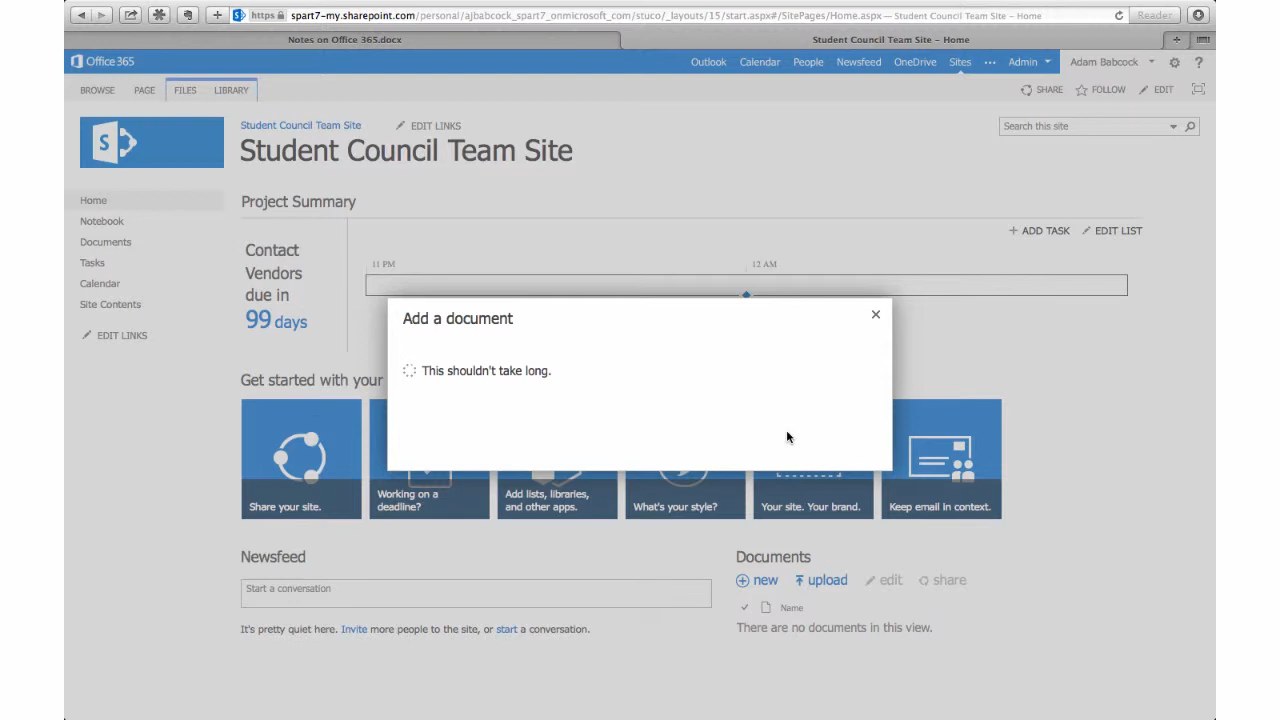 https spart7-my.sharepoint.com/personal/ajbabcock_spart7_onmicrosoft_com/stuco/_layouts/15/start.aspx#/SitePages/Home.aspx — Student Council Team Site – Home Reader
Notes on Office 365.docx Student Council Team Site – Home
Office 365 Outlook Calendar People Newsfeed OneDrive Sites ••• Admin Adam Babcock ?
BROWSE PAGE FILES LIBRARY SHARE FOLLOW EDIT
Student Council Team Site EDIT LINKS
Search this site
Student Council Team Site
Home
Notebook
Documents
Tasks
Calendar
Site Contents
EDIT LINKS
Project Summary
+ ADD TASK EDIT LIST
Contact
Vendors
due in
99 days
11 PM 12 AM
Add a document
This shouldn't take long.
Get started with your
Share your site.
Working on a
deadline?
Add lists, libraries,
and other apps.
What's your style?
Your site. Your brand.
Keep email in context.
Newsfeed
Start a conversation
It's pretty quiet here. Invite more people to the site, or start a conversation.
Documents
new upload edit share
Name
There are no documents in this view.